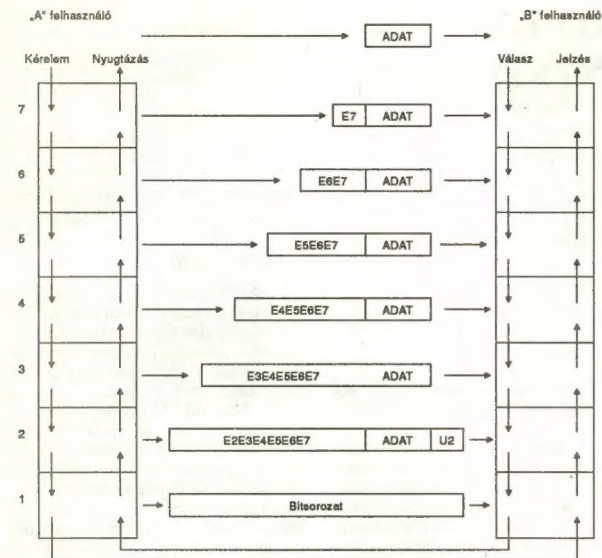 „A” felhasználó „B” felhasználó
ADAT
Kérelem Nyugtázás Válasz Jelzés
7 E7 ADAT
6 E6E7 ADAT
5 E5E6E7 ADAT
4 E4E5E6E7 ADAT
3 E3E4E5E6E7 ADAT
2 E2E3E4E5E6E7 ADAT U2
1 Bitsorozat